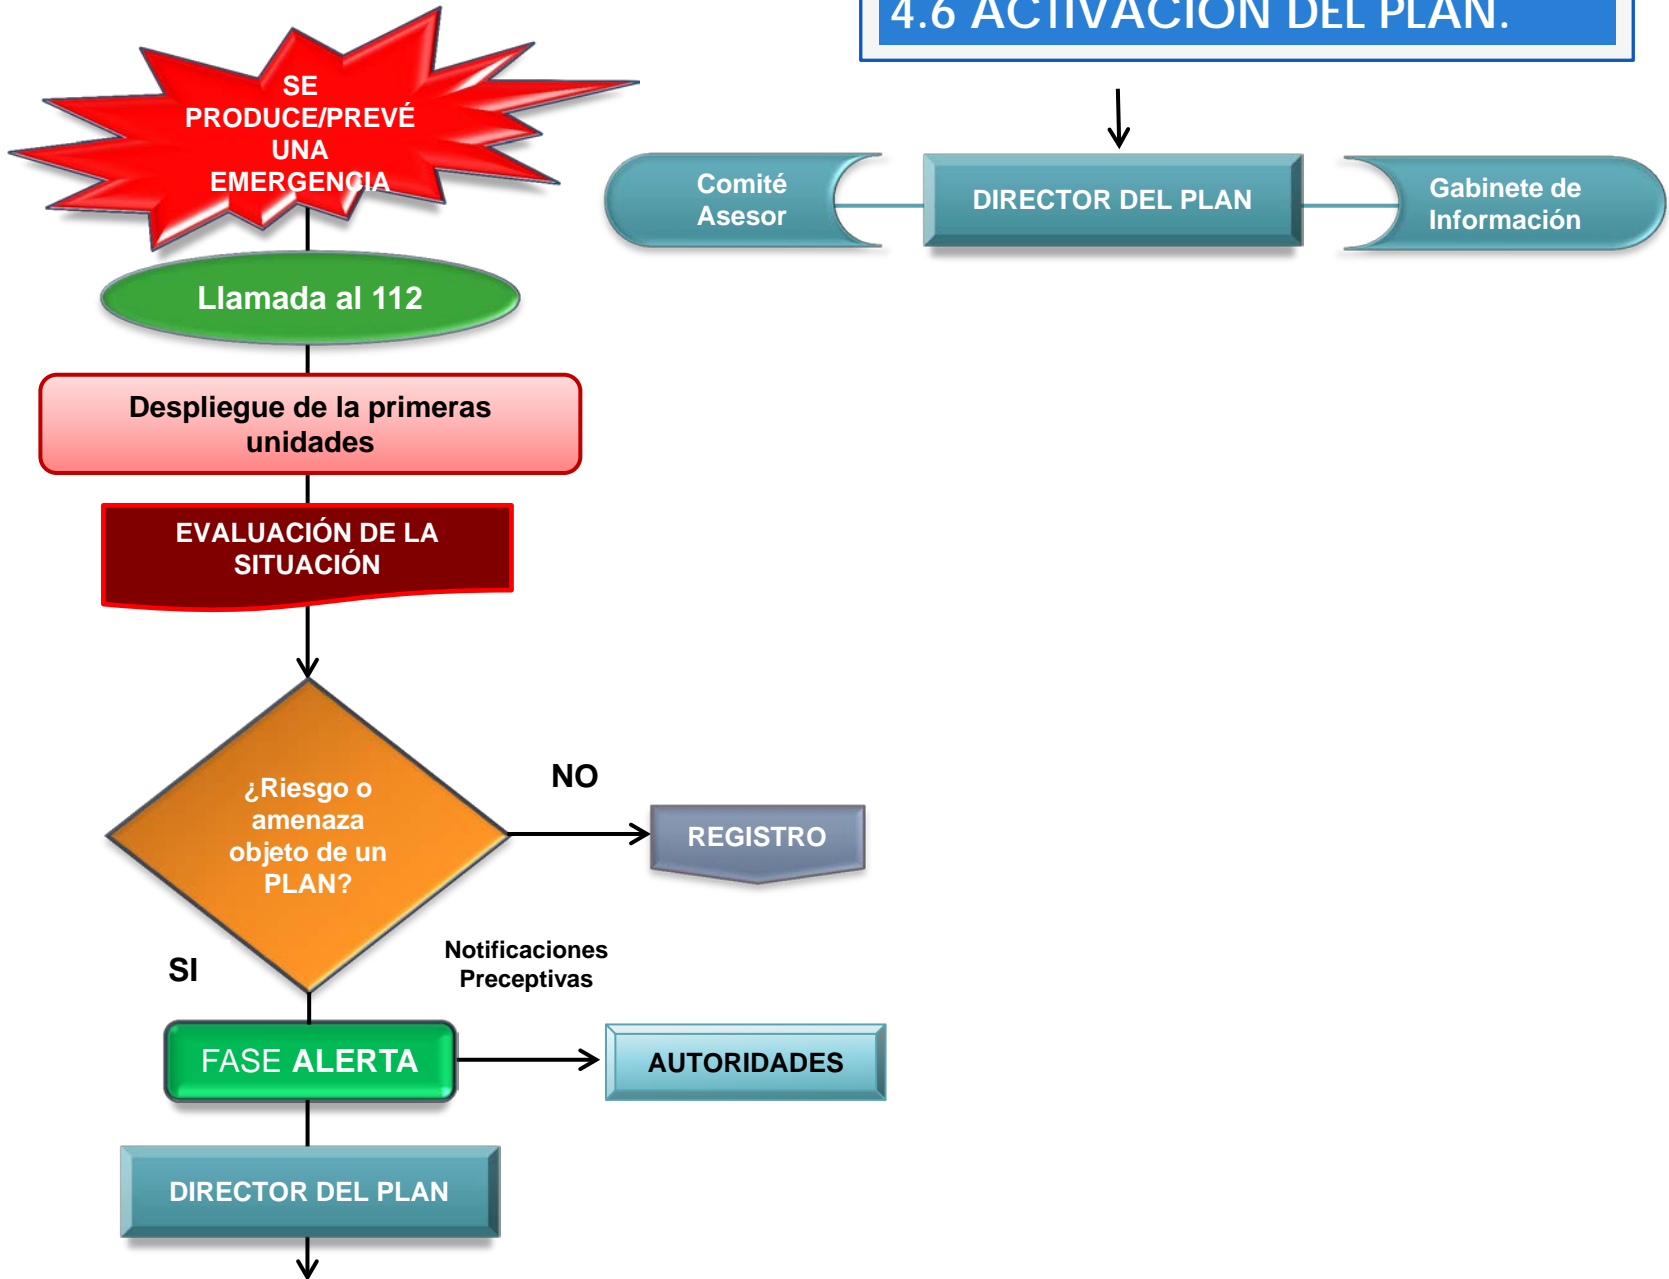 4.6 ACTIVACIÓN DEL PLAN.
SE
PRODUCE/PREVÉ
UNA
EMERGENCIA
Comité
Asesor
DIRECTOR DEL PLAN
Gabinete de
Información
Llamada al 112
Despliegue de la primeras
unidades
EVALUACIÓN DE LA
SITUACIÓN
¿Riesgo o
amenaza
objeto de un
PLAN?
NO
REGISTRO
SI
Notificaciones
Preceptivas
FASE ALERTA
AUTORIDADES
DIRECTOR DEL PLAN